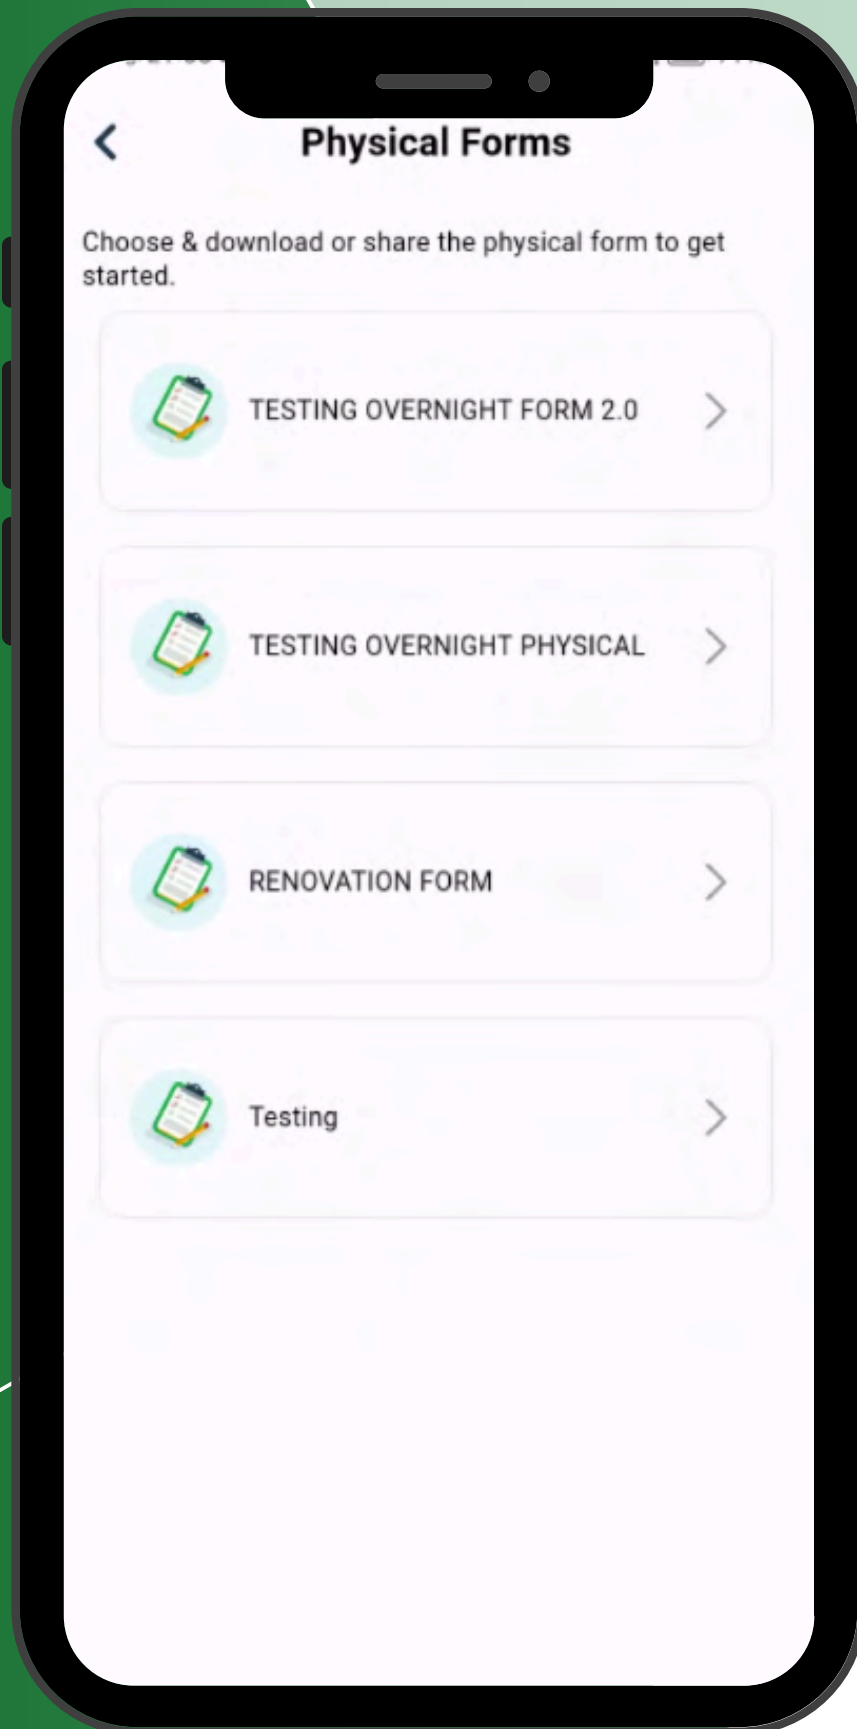 Physical Forms
Choose & download or share the physical form to get
started.
TESTING OVERNIGHT FORM 2.0
TESTING OVERNIGHT PHYSICAL
RENOVATION FORM
Testing